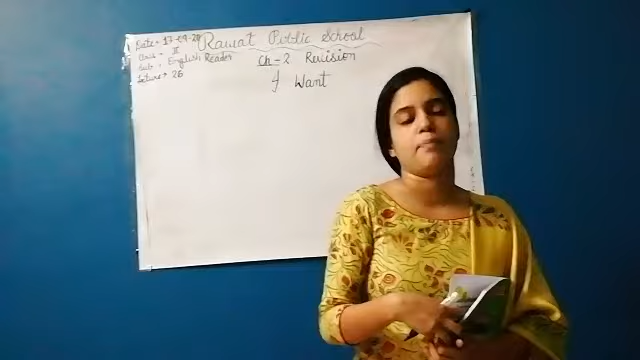 Date - 17-09-20
Rawat Public School
Class - II
Sub. - English Reader
Lecture - 26
Ch-2 Revision
I Want